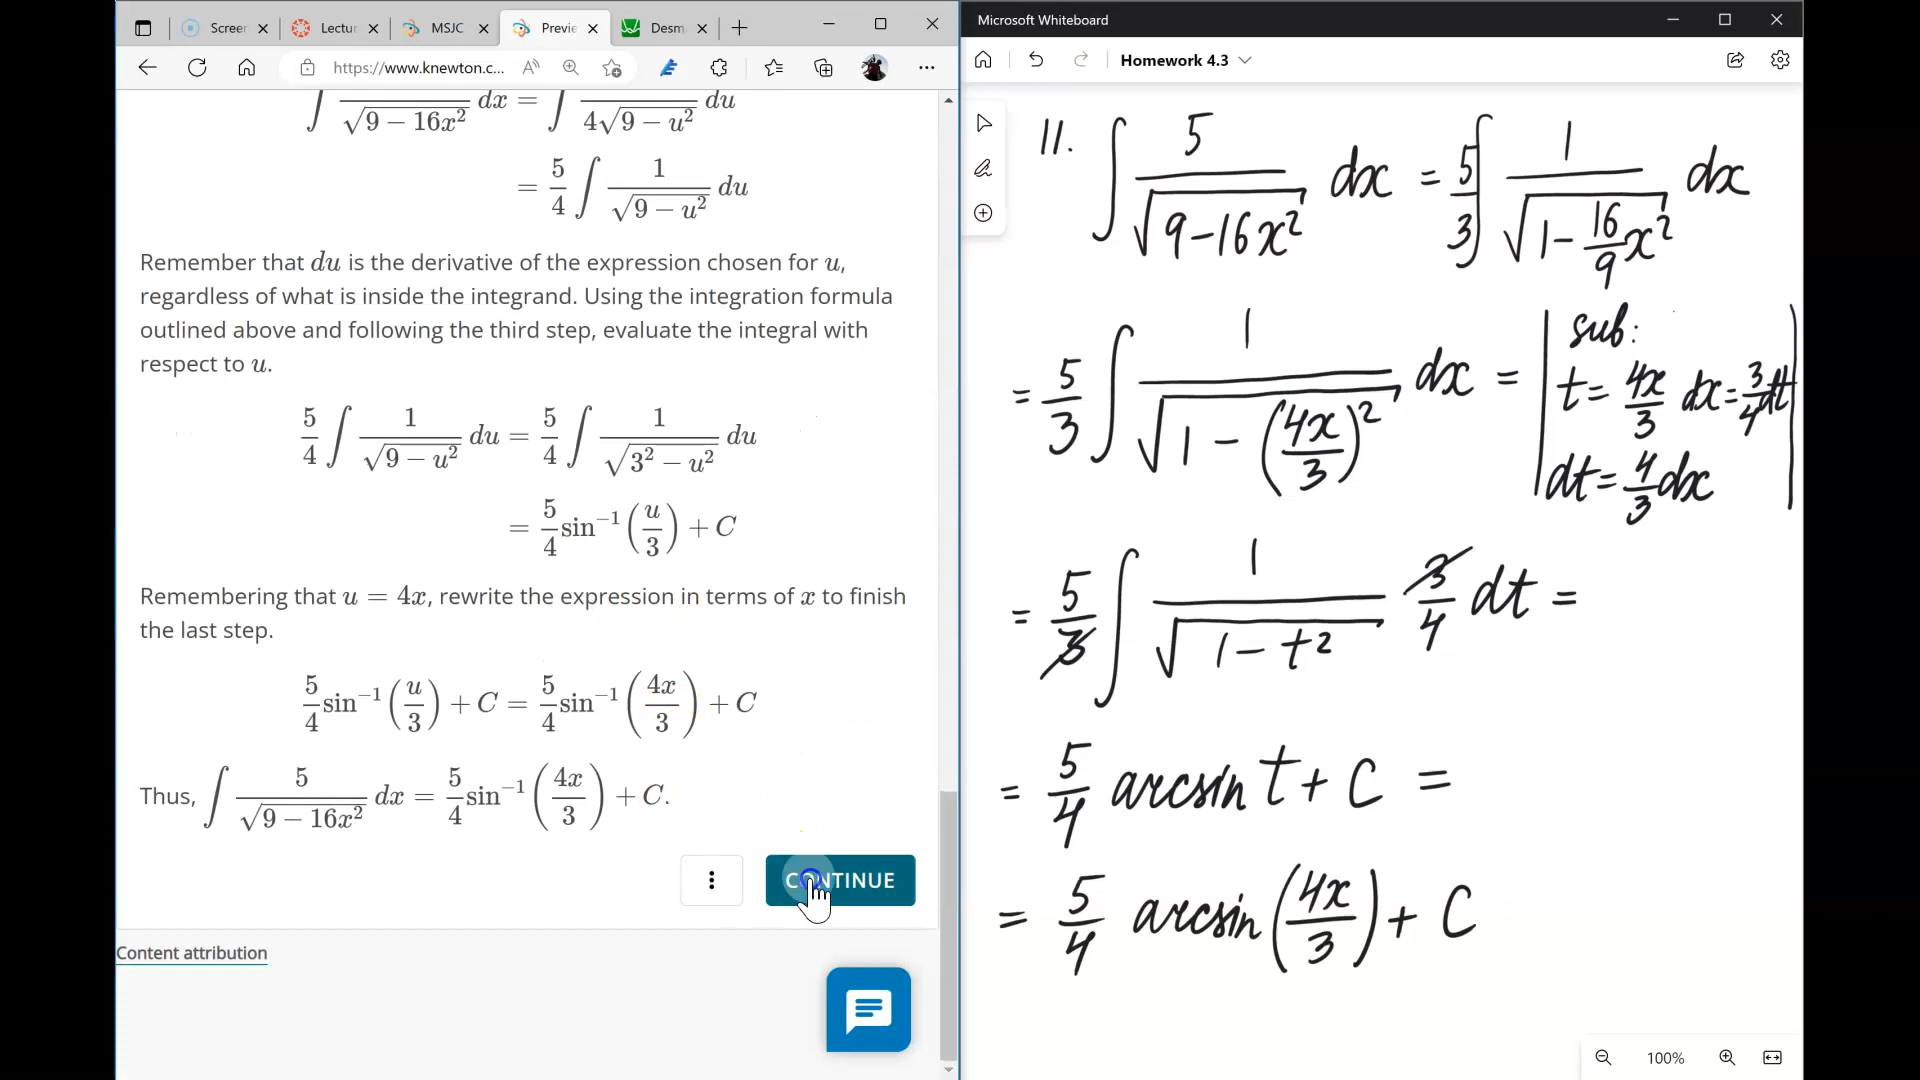 Screer
Lectur
MSJC
Previe
Desm
https://www.knewton.c...
∫ ——— dx = ∫ ——— du
√(9 − 16x²) 4√(9 − u²)
= 5/4 ∫ 1/√(9 − u²) du
Remember that du is the derivative of the expression chosen for u,
regardless of what is inside the integrand. Using the integration formula
outlined above and following the third step, evaluate the integral with
respect to u.
5/4 ∫ 1/√(9 − u²) du = 5/4 ∫ 1/√(3² − u²) du
= 5/4 sin⁻¹(u/3) + C
Remembering that u = 4x, rewrite the expression in terms of x to finish
the last step.
5/4 sin⁻¹(u/3) + C = 5/4 sin⁻¹(4x/3) + C
Thus, ∫ 5/√(9 − 16x²) dx = 5/4 sin⁻¹(4x/3) + C.
CONTINUE
Content attribution
Microsoft Whiteboard
Homework 4.3
11. ∫ 5/√(9−16x²) dx = 5/3 ∫ 1/√(1 − 16/9 x²) dx
= 5/3 ∫ 1/√(1 − (4x/3)²) dx =
sub:
t = 4x/3 dx = 3/4 dt
dt = 4/3 dx
= 5/3 ∫ 1/√(1 − t²) 3/4 dt =
= 5/4 arcsin t + C =
= 5/4 arcsin(4x/3) + C
100%